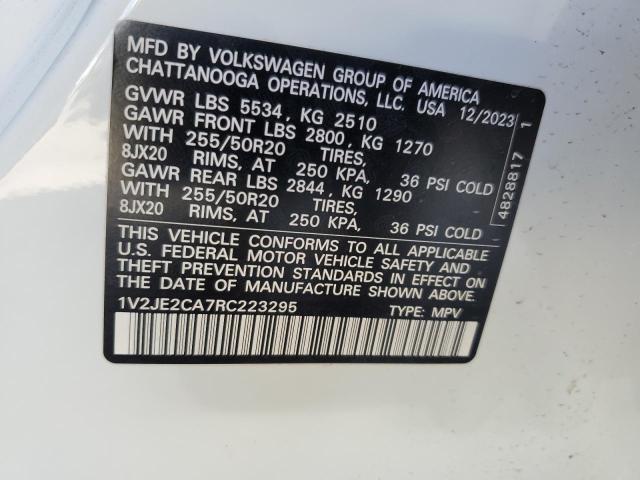 MFD BY VOLKSWAGEN GROUP OF AMERICA
CHATTANOOGA OPERATIONS, LLC. USA 12/2023
GVWR LBS 5534, KG 2510
GAWR FRONT LBS 2800, KG 1270
WITH 255/50R20 TIRES,
8JX20 RIMS, AT 250 KPA, 36 PSI COLD
GAWR REAR LBS 2844, KG 1290
WITH 255/50R20 TIRES,
8JX20 RIMS, AT 250 KPA, 36 PSI COLD
THIS VEHICLE CONFORMS TO ALL APPLICABLE
U.S. FEDERAL MOTOR VEHICLE SAFETY AND
THEFT PREVENTION STANDARDS IN EFFECT ON
THE DATE OF MANUFACTURE SHOWN ABOVE.
1V2JE2CA7RC223295 TYPE: MPV
4828817 1